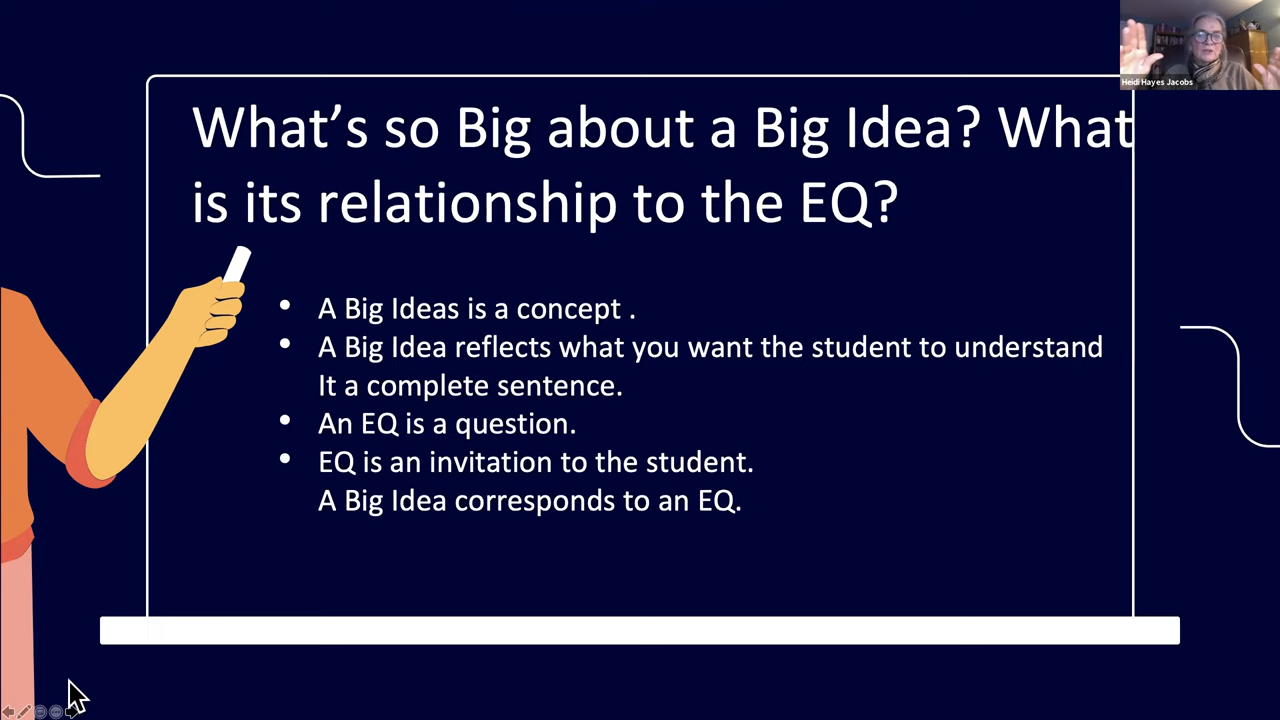 Heidi Hayes Jacobs
What's so Big about a Big Idea? What
is its relationship to the EQ?
• A Big Ideas is a concept .
• A Big Idea reflects what you want the student to understand
It a complete sentence.
• An EQ is a question.
• EQ is an invitation to the student.
A Big Idea corresponds to an EQ.